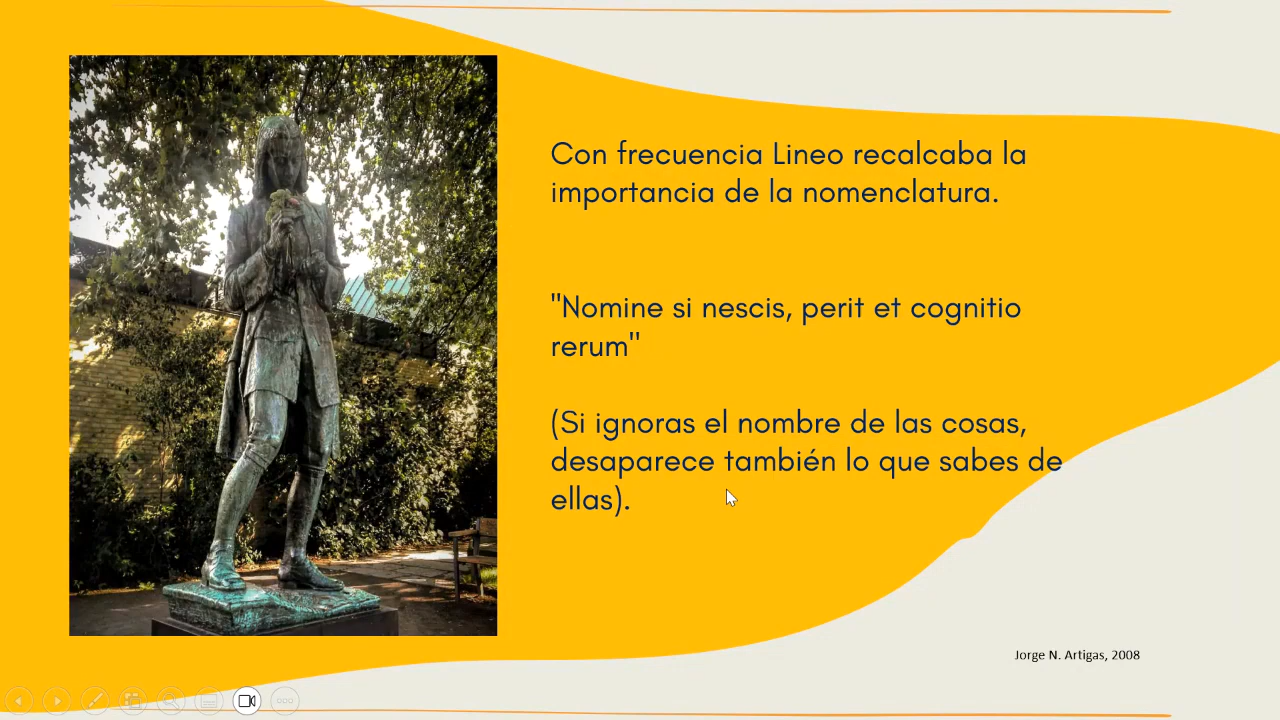 Con frecuencia Lineo recalcaba la
importancia de la nomenclatura.
"Nomine si nescis, perit et cognitio
rerum"
(Si ignoras el nombre de las cosas,
desaparece también lo que sabes de
ellas).
Jorge N. Artigas, 2008